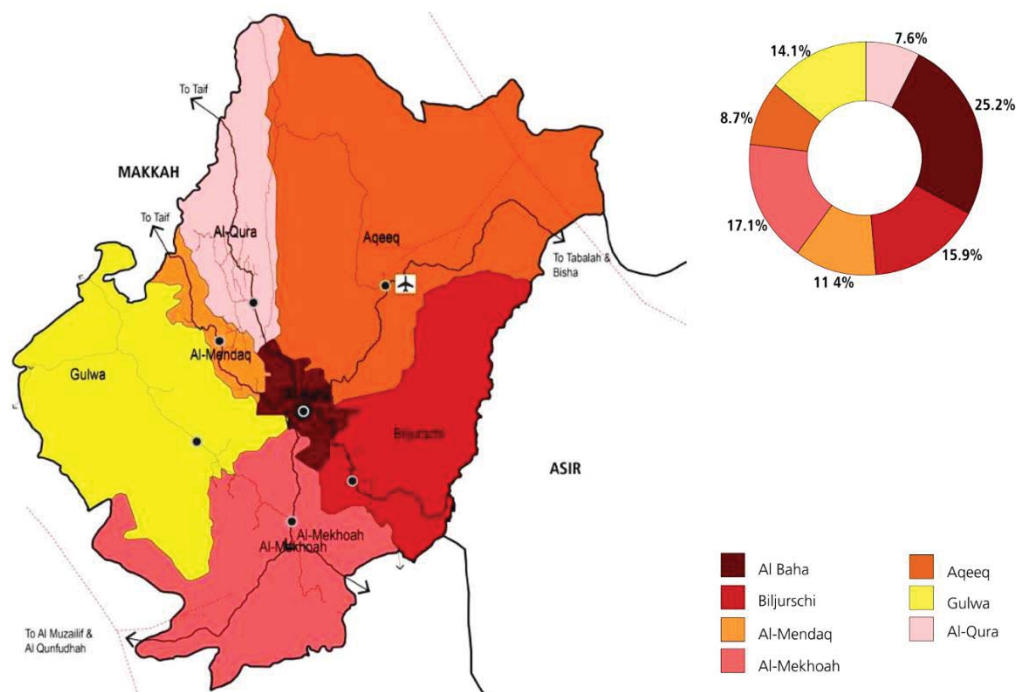 To Taif
MAKKAH
To Taif
Al-Qura
Aqeeq
To Tabalah &
Bisha
Al-Mendaq
Gulwa
Biljurschi
ASIR
Al-Mekhoah
Al-Mekhoah
To Al Muzailif &
Al Qunfudhah
7.6%
14.1%
25.2%
8.7%
17.1%
15.9%
11 4%
Al Baha
Biljurschi
Al-Mendaq
Al-Mekhoah
Aqeeq
Gulwa
Al-Qura